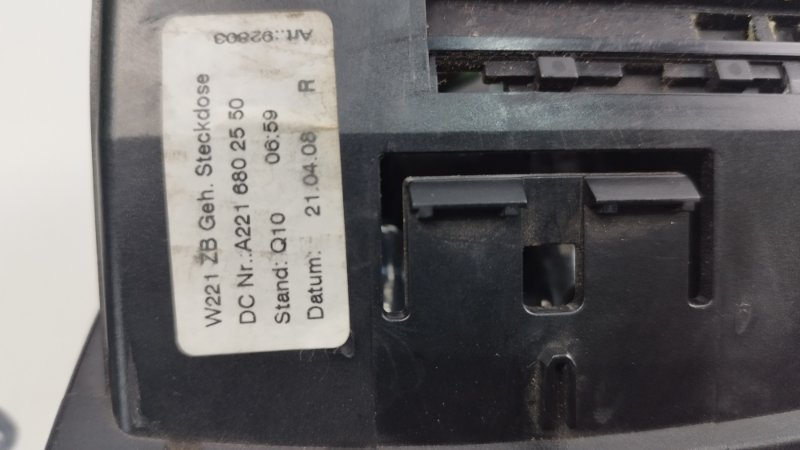 W221 ZB Geh. Steckdose
DC Nr.:A221 680 25 50
Stand: Q10 06:59
Datum: 21.04.08 R
Art.:92803